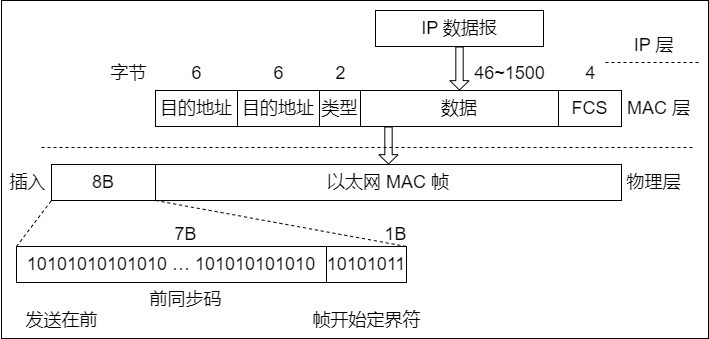 IP 数据报
IP 层
字节 6 6 2 46~1500 4
目的地址 目的地址 类型 数据 FCS MAC 层
插入 8B 以太网 MAC 帧 物理层
7B 1B
10101010101010 ... 101010101010 10101011
前同步码
发送在前 帧开始定界符